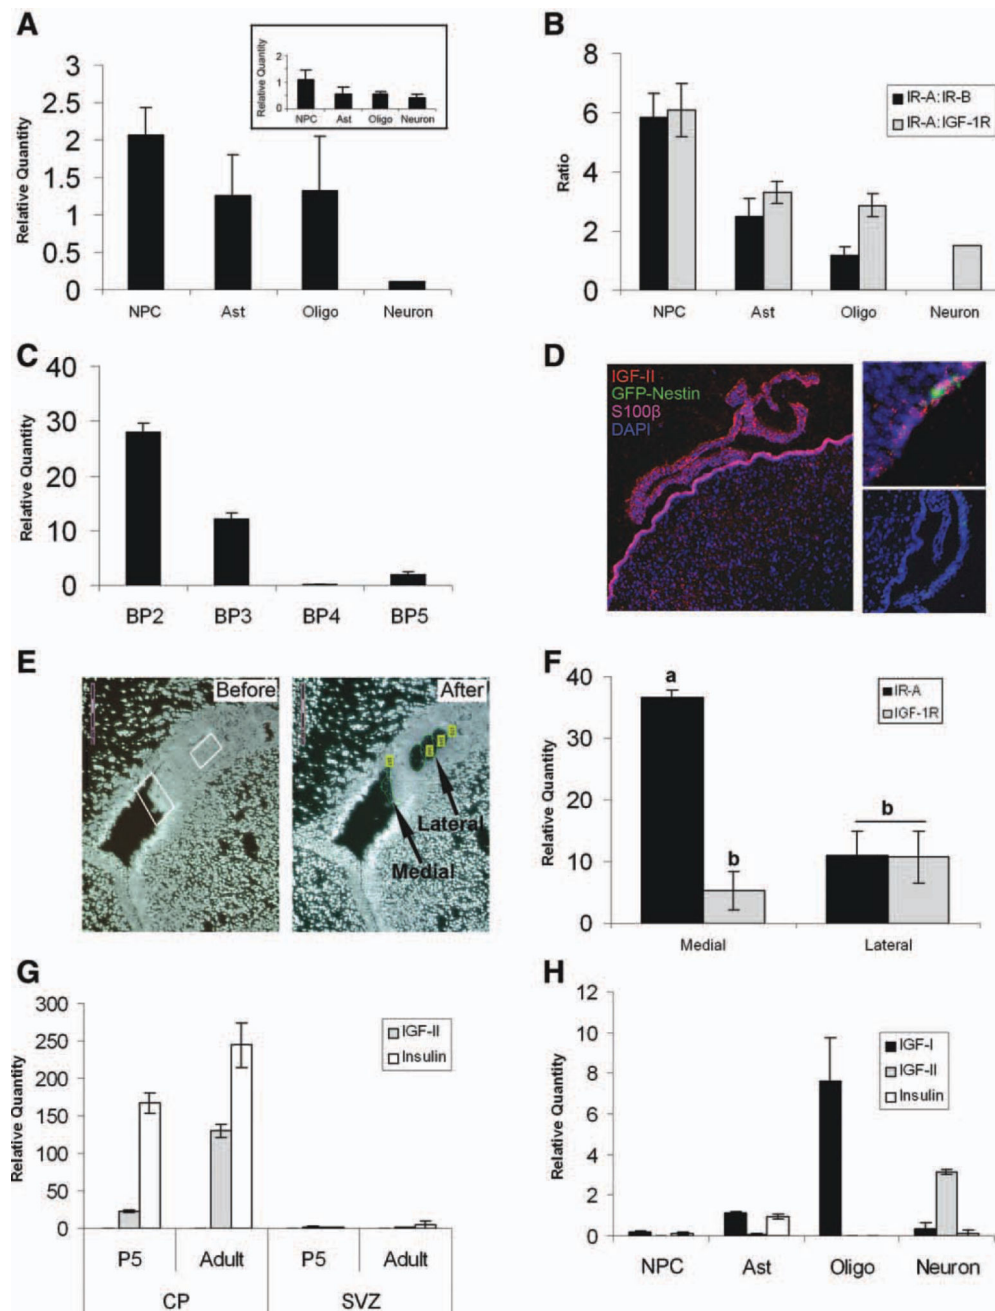 A
Relative Quantity
3
2.5
2
1.5
1
0.5
0
NPC Ast Oligo Neuron
Relative Quantity
2
1
0
NPC Ast Oligo Neuron
B
Ratio
8
6
4
2
0
NPC Ast Oligo Neuron
IR-A:IR-B
IR-A:IGF-1R
C
Relative Quantity
40
30
20
10
0
BP2 BP3 BP4 BP5
D
IGF-II
GFP-Nestin
S100β
DAPI
E
Before
After
Lateral
Medial
F
Relative Quantity
40
30
20
10
0
a
b
b
Medial Lateral
IR-A
IGF-1R
G
Relative Quantity
300
250
200
150
100
50
0
P5 Adult P5 Adult
CP SVZ
IGF-II
Insulin
H
Relative Quantity
12
10
8
6
4
2
0
NPC Ast Oligo Neuron
IGF-I
IGF-II
Insulin